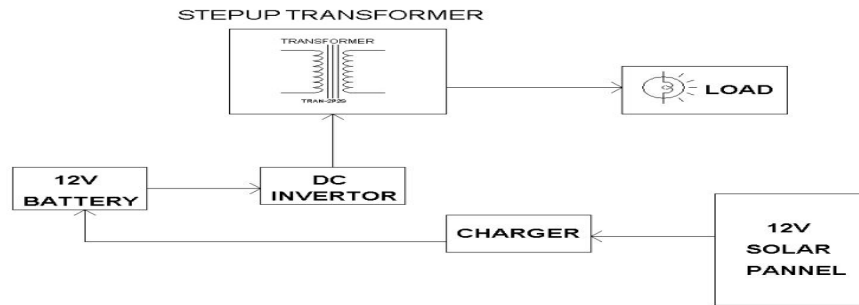 STEPUP TRANSFORMER
TRANSFORMER
TRAN-2P2S
LOAD
12V
BATTERY
DC
INVERTOR
CHARGER
12V
SOLAR
PANNEL